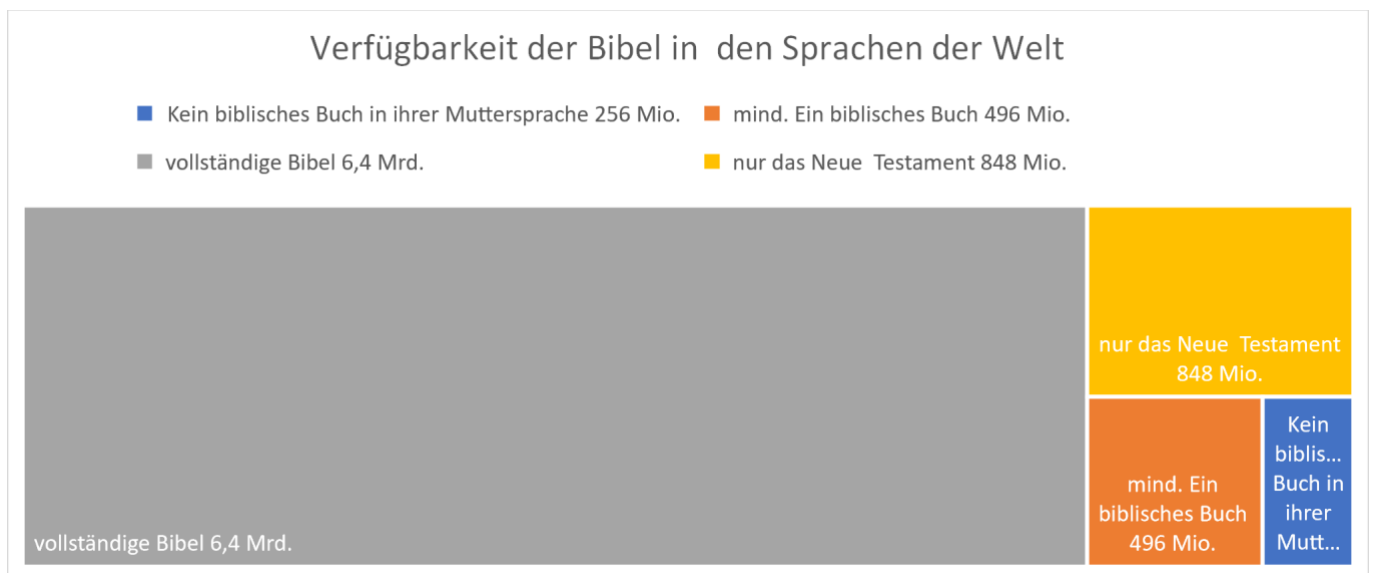 Verfügbarkeit der Bibel in den Sprachen der Welt
Kein biblisches Buch in ihrer Muttersprache 256 Mio.
mind. Ein biblisches Buch 496 Mio.
vollständige Bibel 6,4 Mrd.
nur das Neue Testament 848 Mio.
vollständige Bibel 6,4 Mrd.
nur das Neue Testament
848 Mio.
mind. Ein
biblisches Buch
496 Mio.
Kein
biblis...
Buch in
ihrer
Mutt...